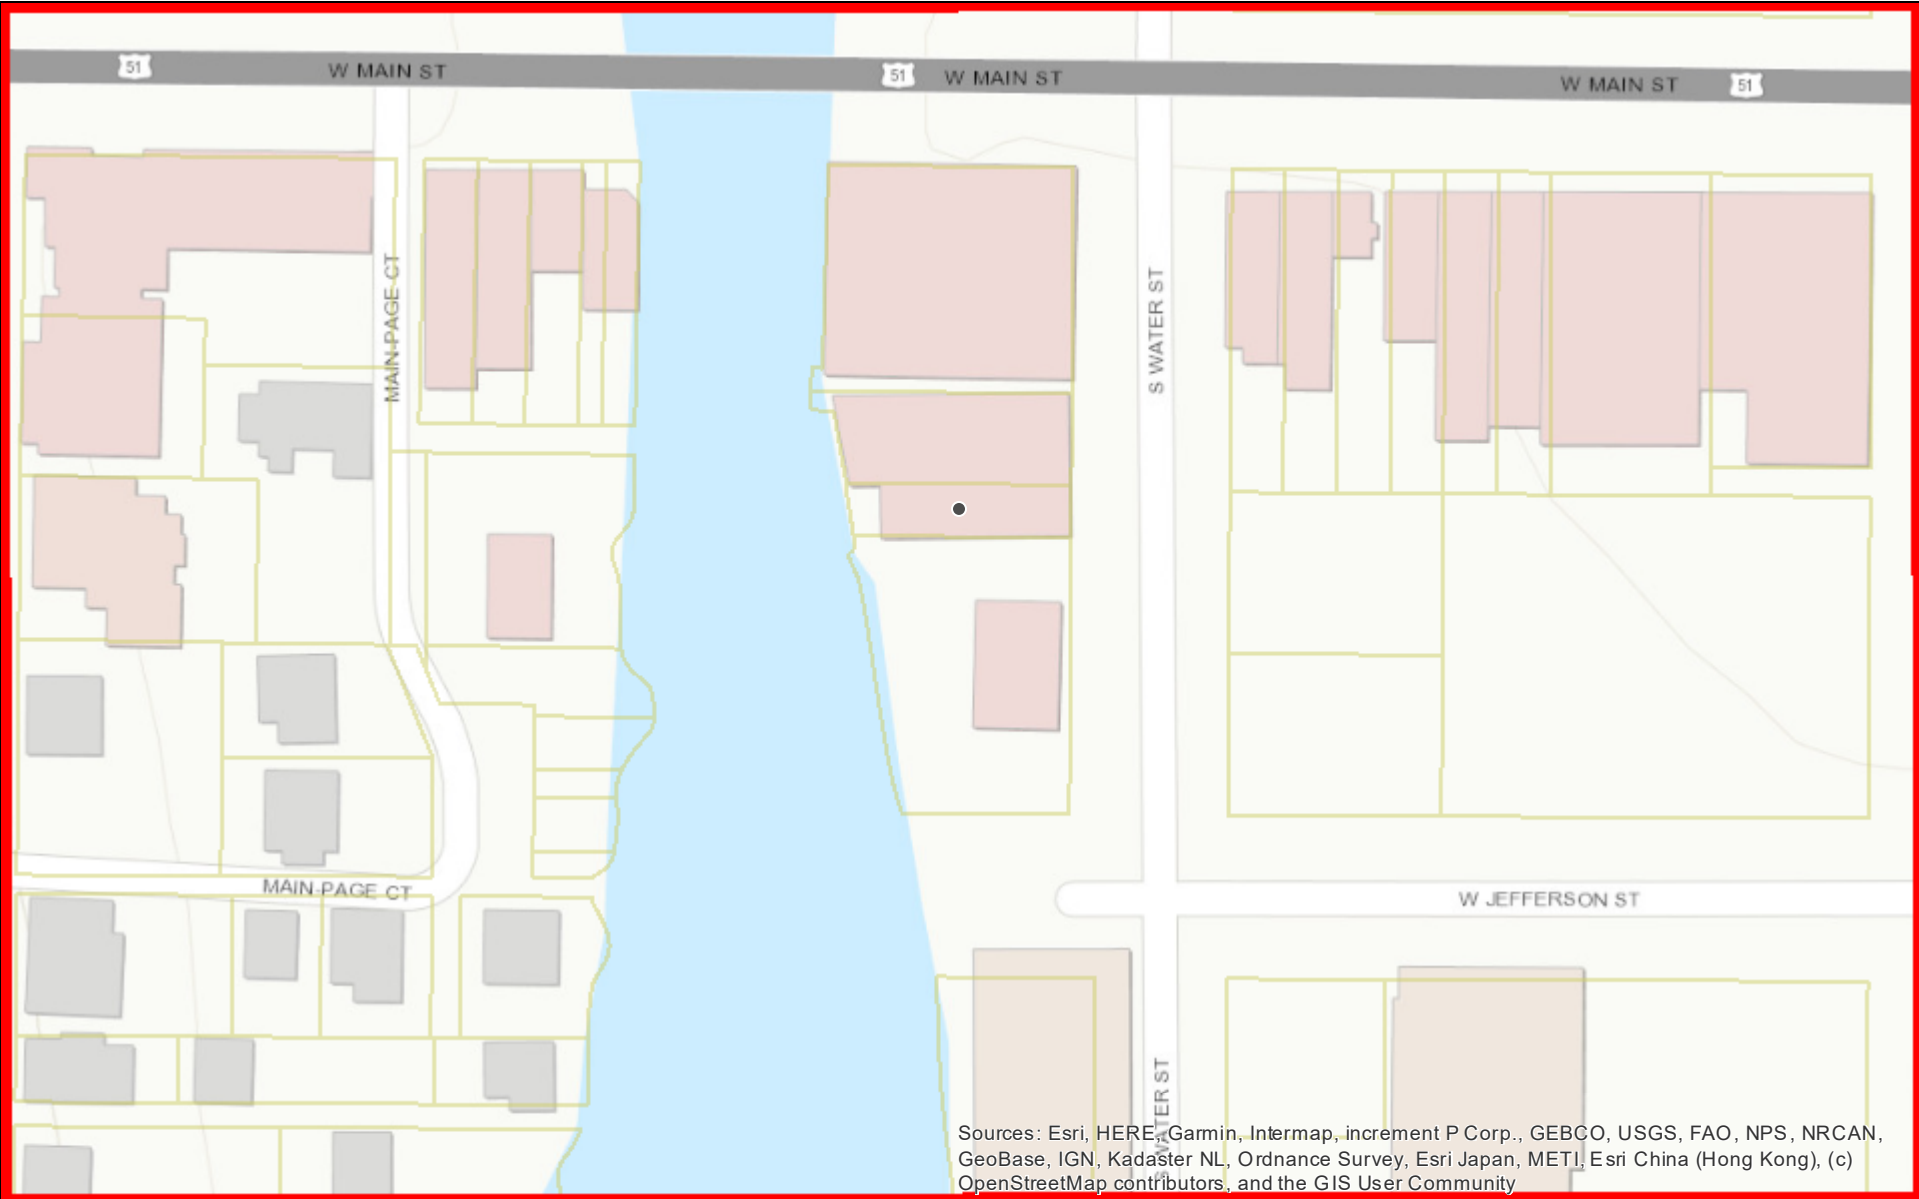 51
W MAIN ST
51
W MAIN ST
W MAIN ST
51
MAIN-PAGE CT
S WATER ST
MAIN-PAGE CT
W JEFFERSON ST
S WATER ST
Sources: Esri, HERE, Garmin, Intermap, increment P Corp., GEBCO, USGS, FAO, NPS, NRCAN,
GeoBase, IGN, Kadaster NL, Ordnance Survey, Esri Japan, METI, Esri China (Hong Kong), (c)
OpenStreetMap contributors, and the GIS User Community